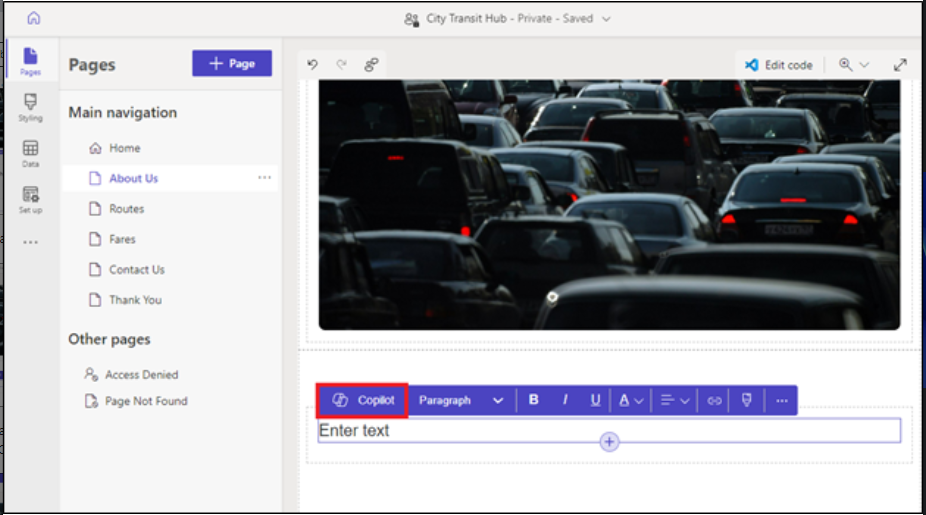 City Transit Hub - Private - Saved
Pages
Styling
Data
Set up
Pages
+ Page
Main navigation
Home
About Us
Routes
Fares
Contact Us
Thank You
Other pages
Access Denied
Page Not Found
Edit code
Copilot
Paragraph
B
I
U
A
Enter text